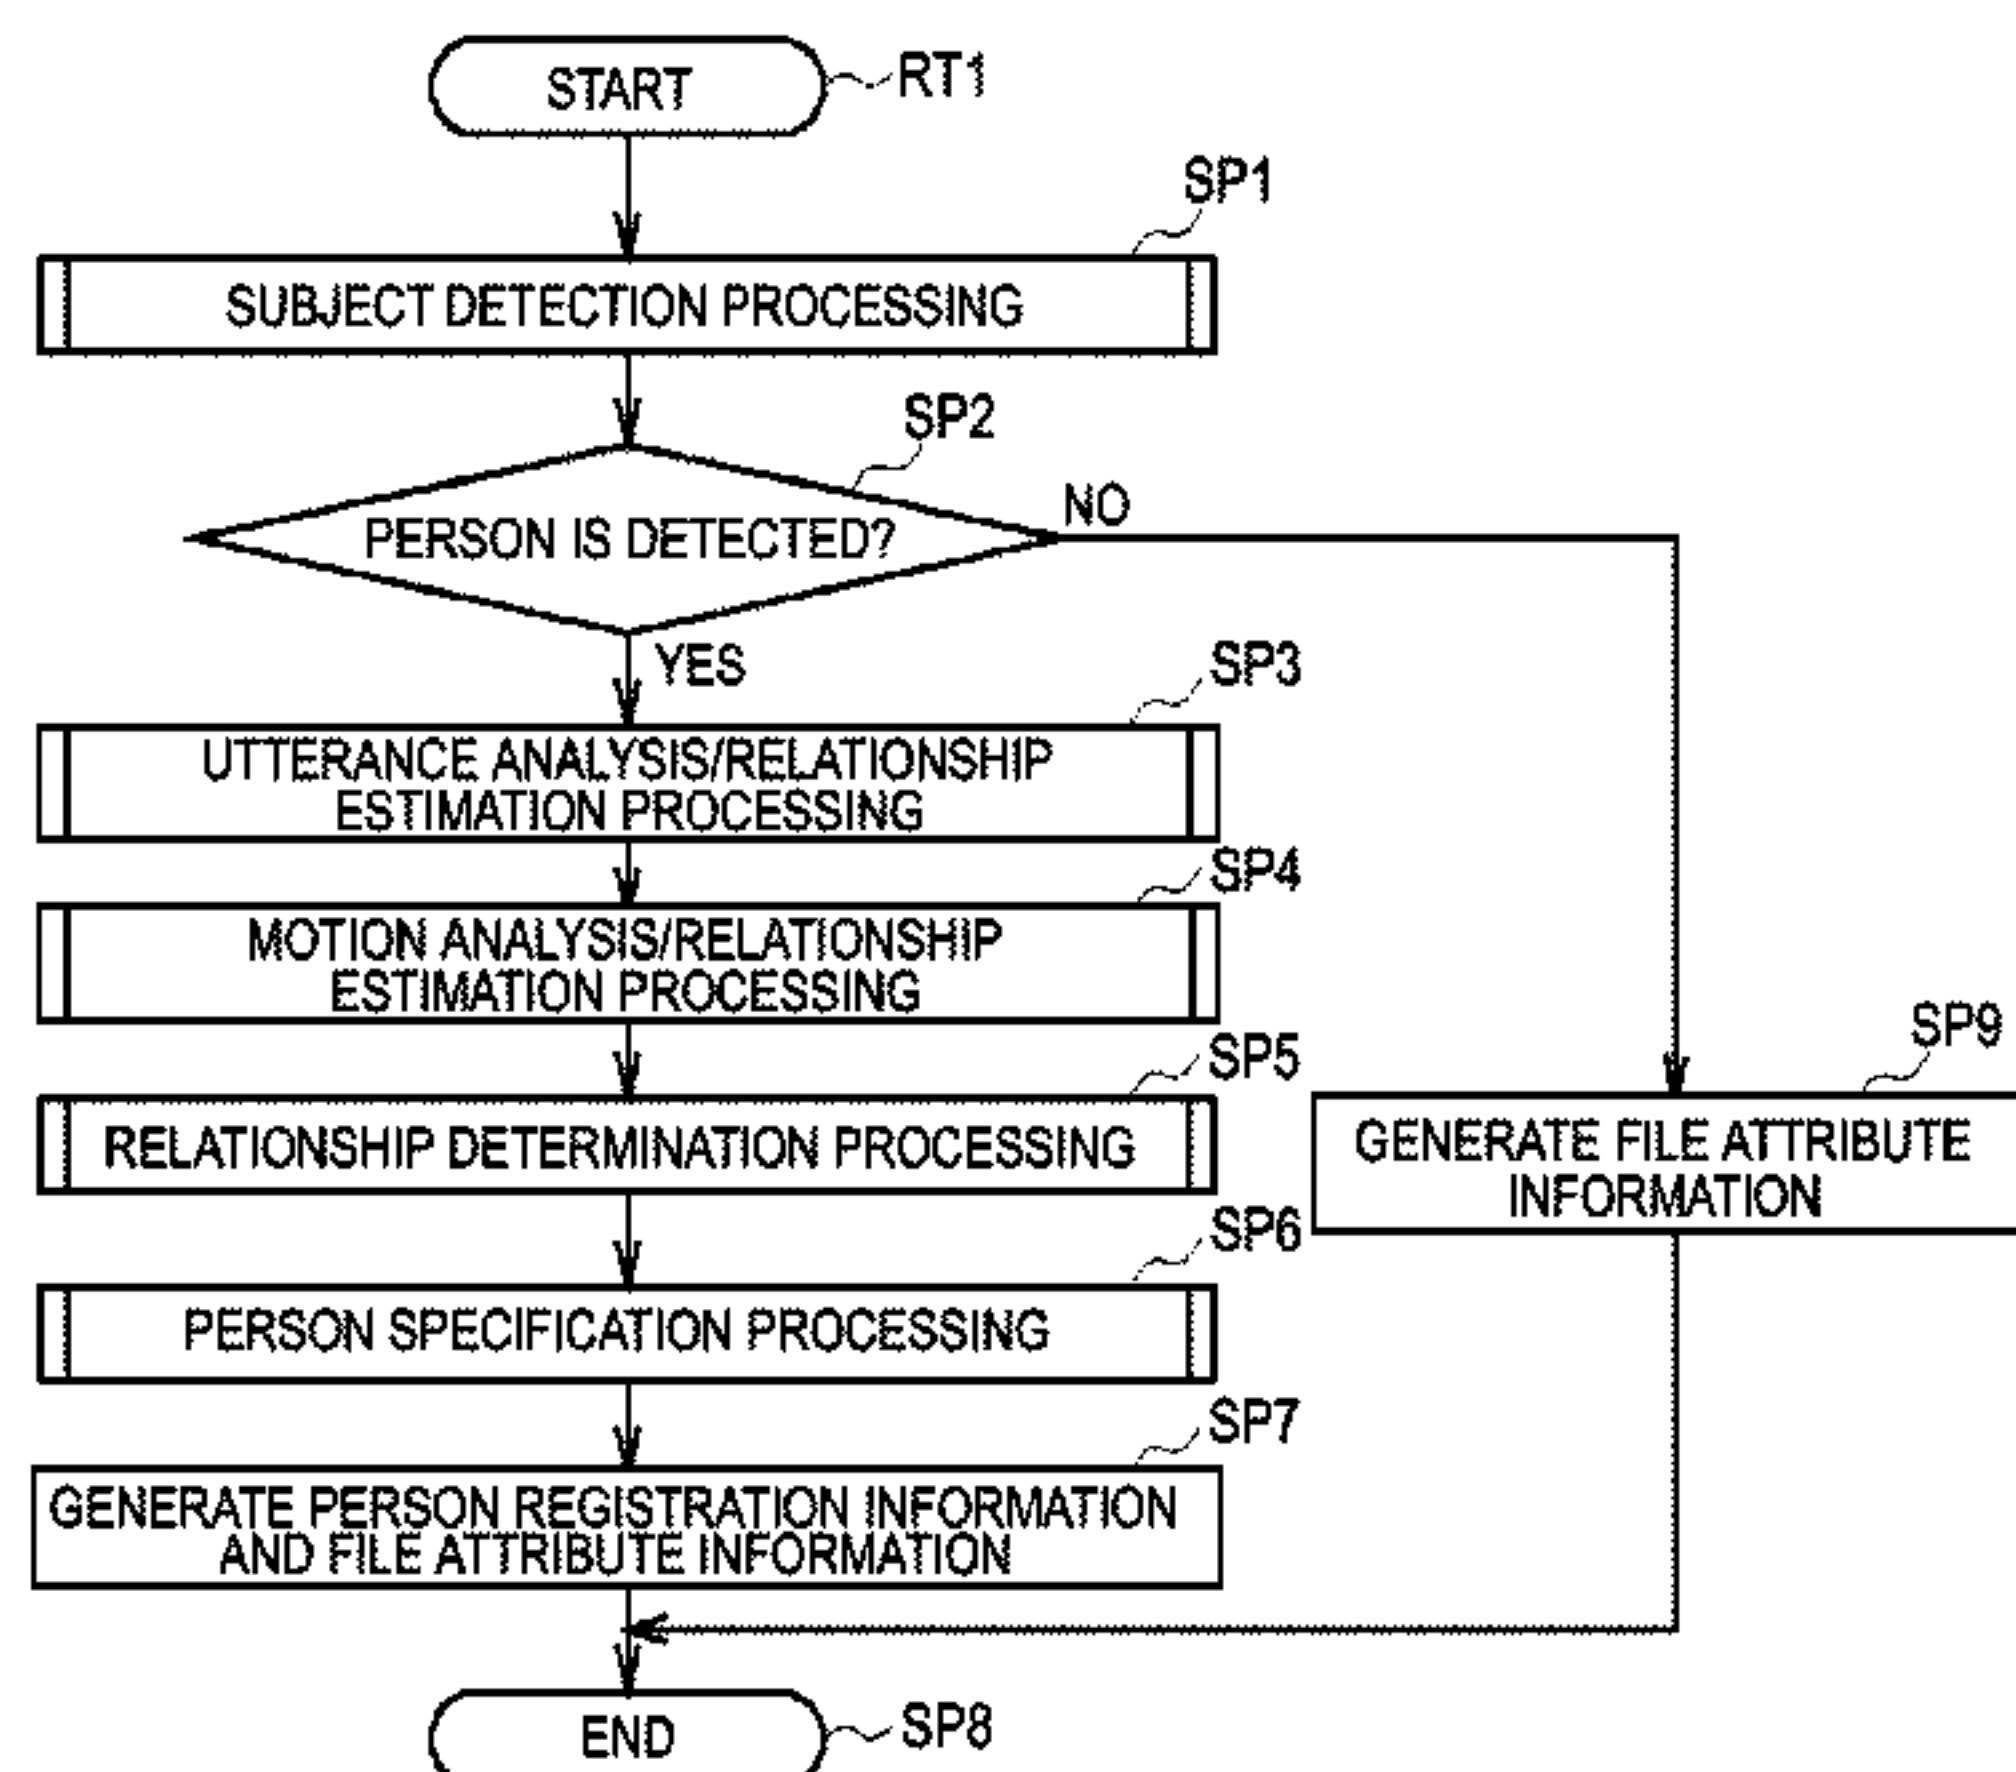 START
RT1
SP1
SUBJECT DETECTION PROCESSING
SP2
PERSON IS DETECTED?
NO
YES
SP3
UTTERANCE ANALYSIS/RELATIONSHIP
ESTIMATION PROCESSING
SP4
MOTION ANALYSIS/RELATIONSHIP
ESTIMATION PROCESSING
SP5
RELATIONSHIP DETERMINATION PROCESSING
SP9
GENERATE FILE ATTRIBUTE
INFORMATION
SP6
PERSON SPECIFICATION PROCESSING
SP7
GENERATE PERSON REGISTRATION INFORMATION
AND FILE ATTRIBUTE INFORMATION
END
SP8